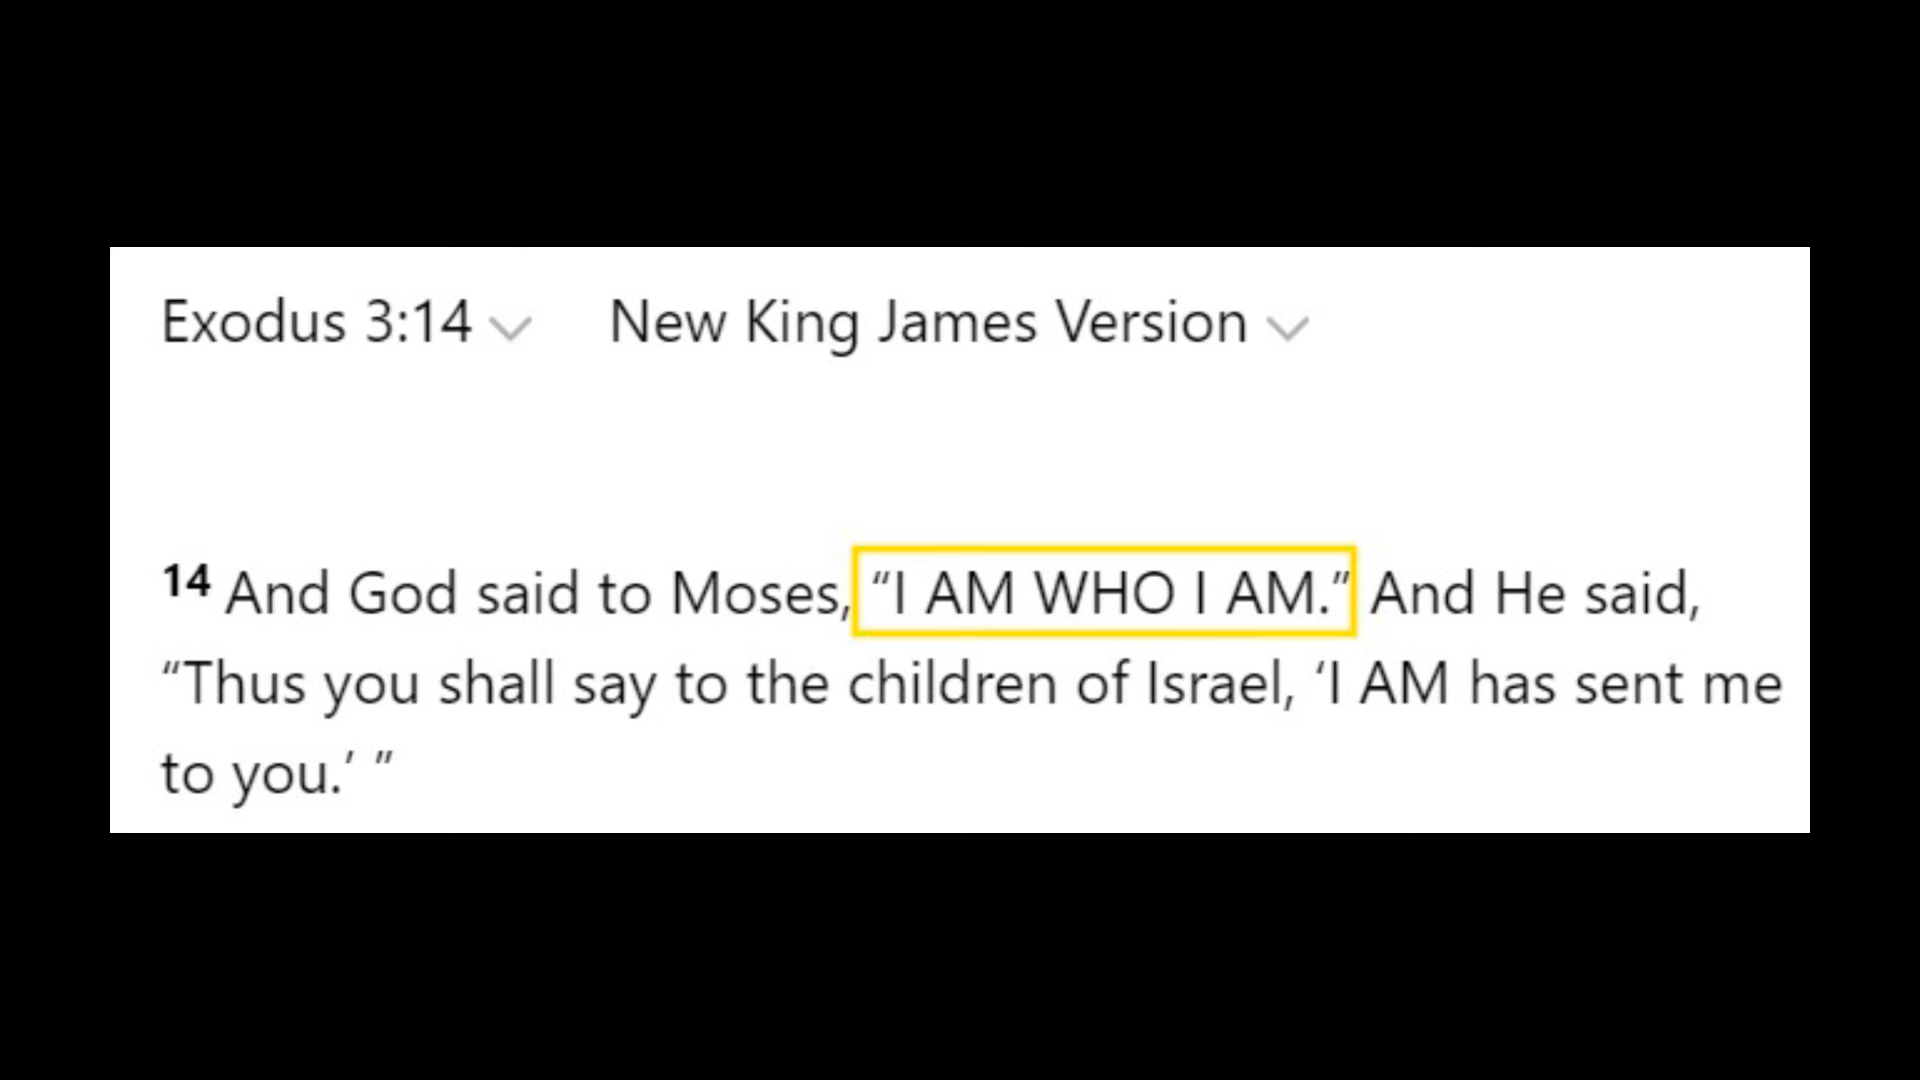 Exodus 3:14 New King James Version
14 And God said to Moses, “I AM WHO I AM.” And He said,
“Thus you shall say to the children of Israel, ‘I AM has sent me
to you.’ ”